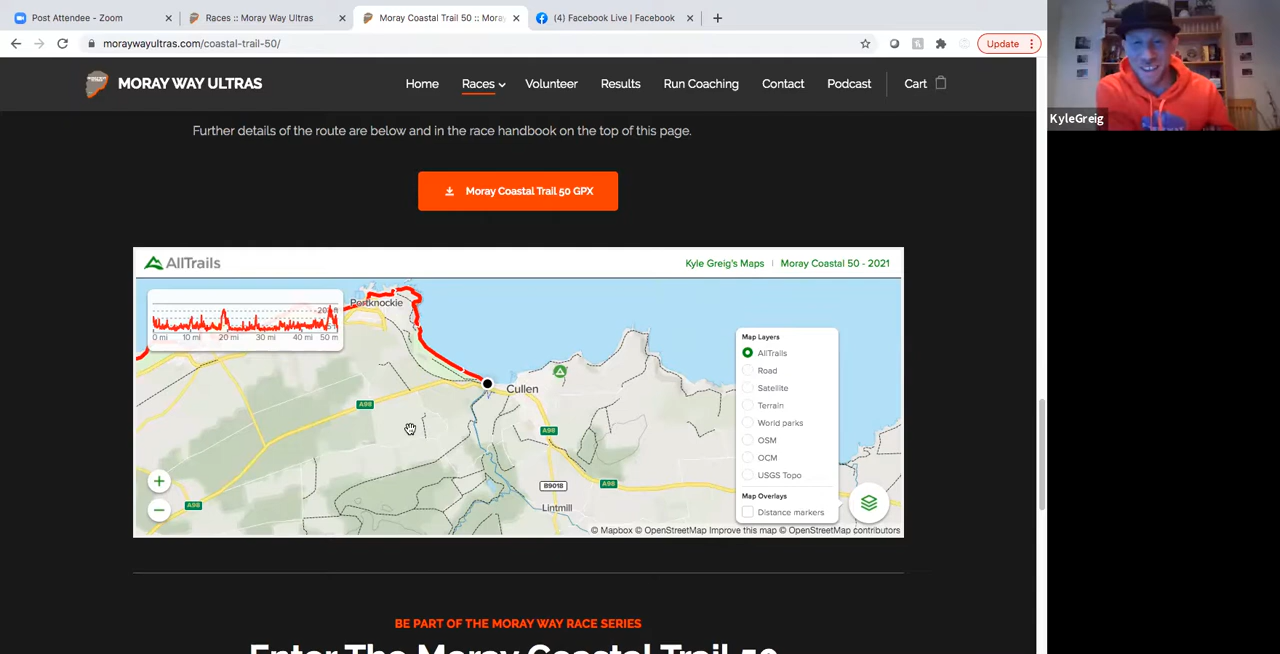 Post Attendee - Zoom
Races :: Moray Way Ultras
Moray Coastal Trail 50 :: Moray
(4) Facebook Live | Facebook
moraywayultras.com/coastal-trail-50/
Update
MORAY WAY ULTRAS
Home
Races
Volunteer
Results
Run Coaching
Contact
Podcast
Cart
KyleGreig
Further details of the route are below and in the race handbook on the top of this page.
Moray Coastal Trail 50 GPX
AllTrails
Kyle Greig's Maps | Moray Coastal 50 - 2021
Portknockie
0 mi 10 mi 20 mi 30 mi 40 mi 50 m
Cullen
A98
A98
A98
A98
B9018
Lintmill
Map Layers
AllTrails
Road
Satellite
Terrain
World parks
OSM
OCM
USGS Topo
Map Overlays
Distance markers
© Mapbox © OpenStreetMap Improve this map © OpenStreetMap contributors
BE PART OF THE MORAY WAY RACE SERIES
Enter The Moray Coastal Trail 50